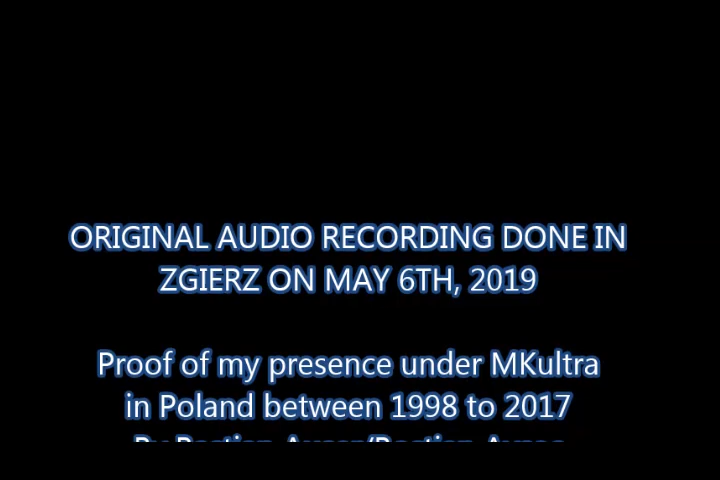 ORIGINAL AUDIO RECORDING DONE IN
ZGIERZ ON MAY 6TH, 2019
Proof of my presence under MKultra
in Poland between 1998 to 2017
By